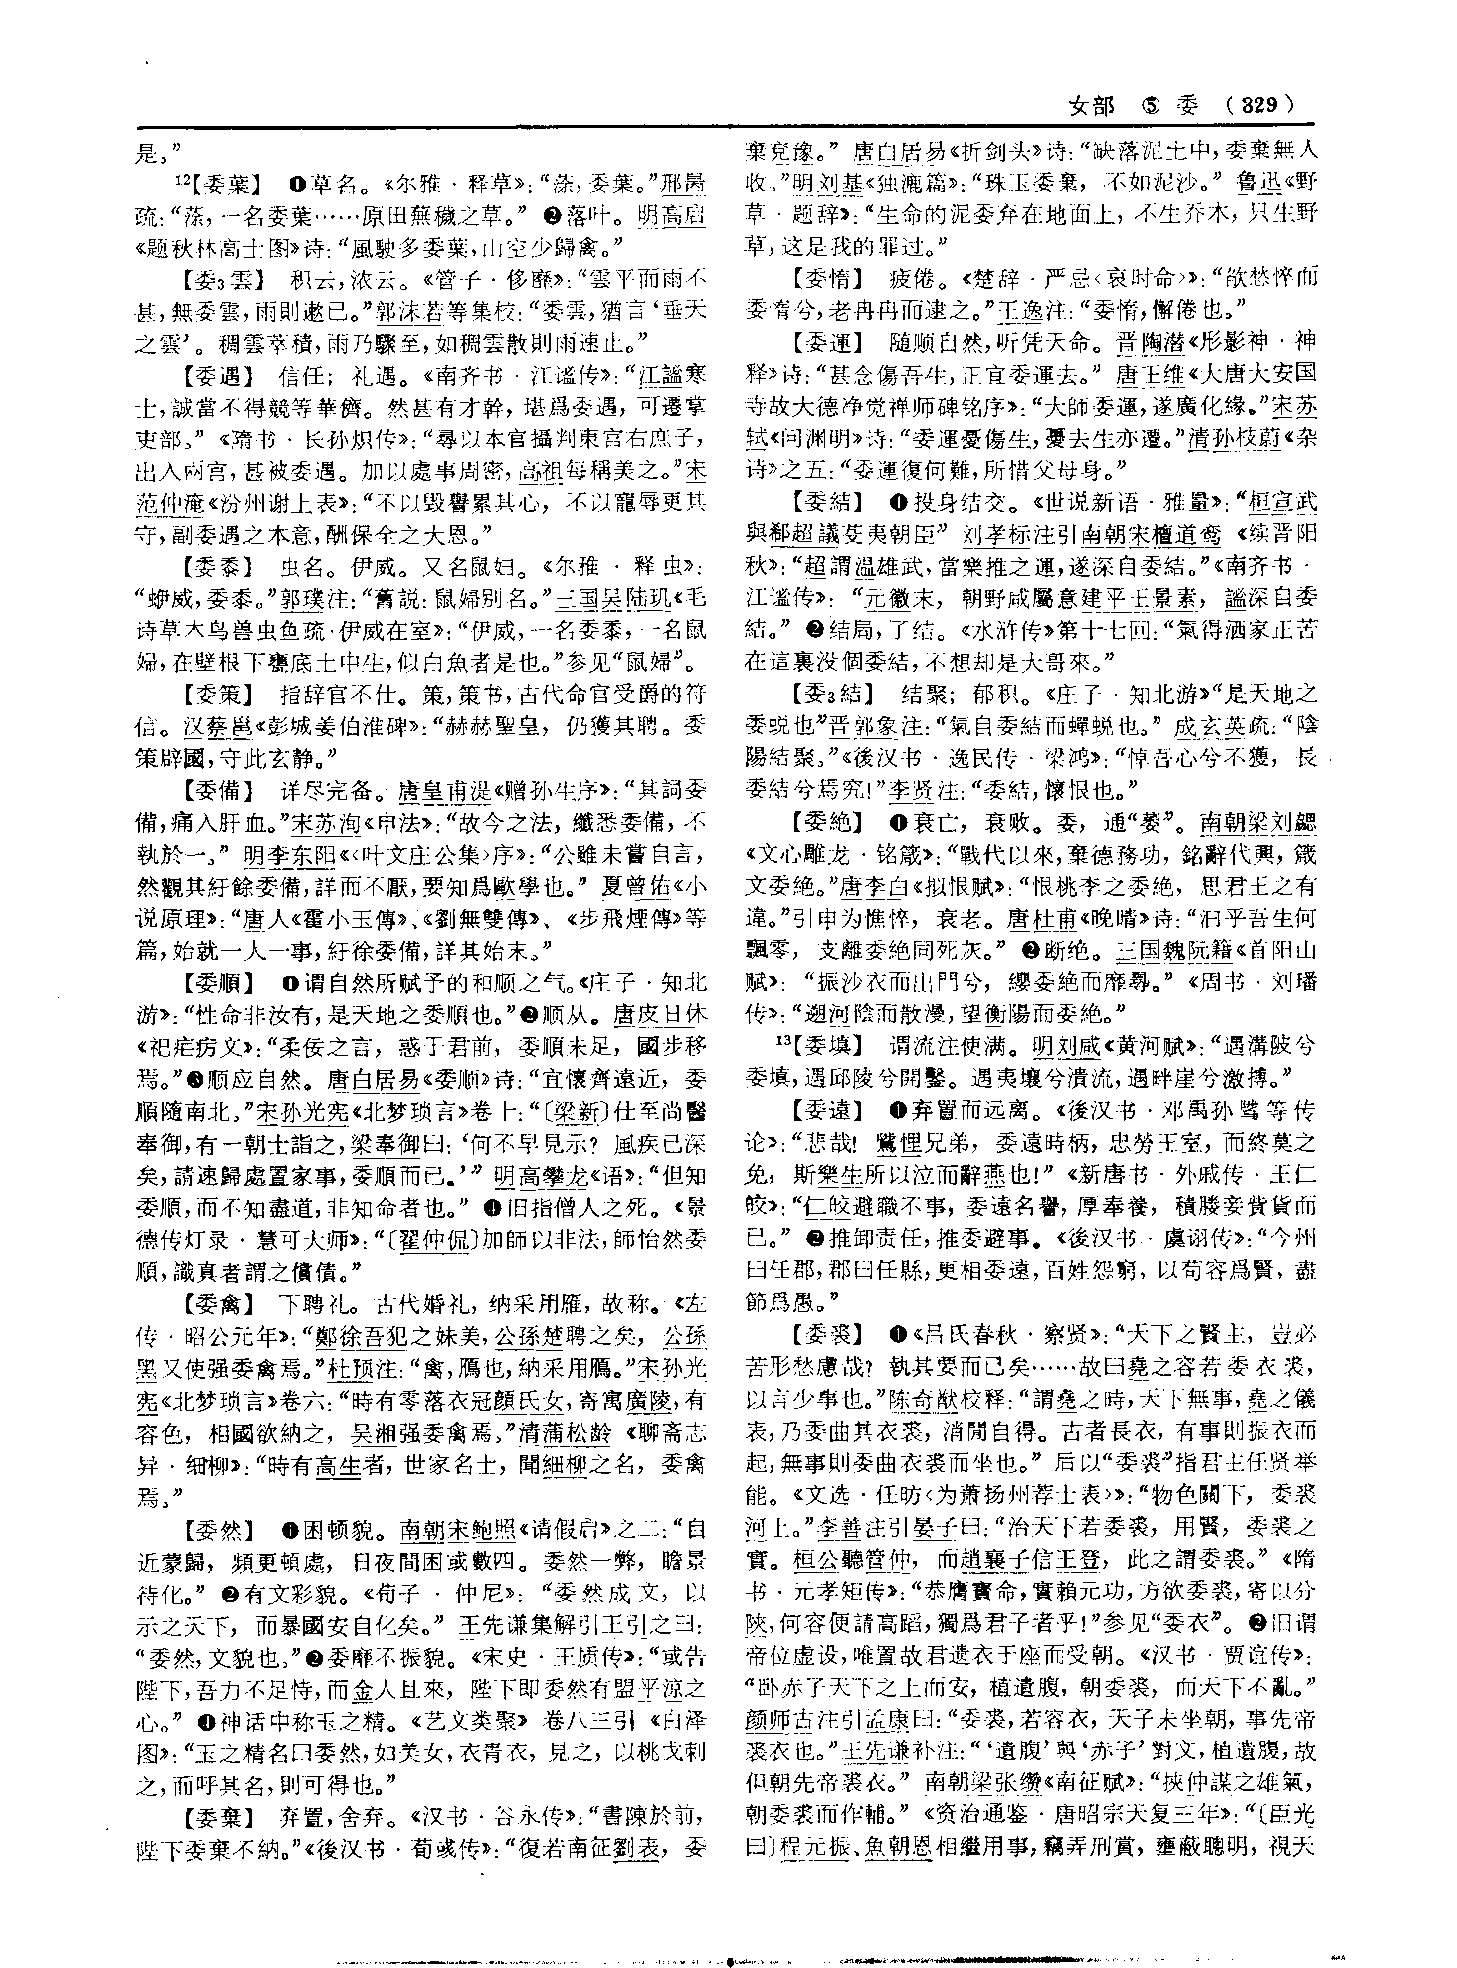 女部 ⑤ 委 （329）
是。”
¹²【委葉】 ❶草名。《尔雅·释草》：“蒤，委葉。”邢昺
疏：“蒤，一名委葉……原田蕪穢之草。” ❷落叶。明高启
《题秋林高士图》诗：“風駛多委葉，山空少歸禽。”
【委₃雲】 积云，浓云。《管子·侈靡》：“雲平而雨不
甚，無委雲，雨則遬已。”郭沫若等集校：“委雲，猶言‘垂天
之雲’。稠雲萃積，雨乃驟至，如稠雲散則雨速止。”
【委遇】 信任；礼遇。《南齐书·江谧传》：“江謐寒
士，誠當不得競等華儕。然甚有才幹，堪爲委遇，可遷掌
吏部。”《隋书·长孙炽传》：“尋以本官攝判東宫右庶子，
出入兩宫，甚被委遇。加以處事周密，高祖每稱美之。”宋
范仲淹《汾州谢上表》：“不以毀譽累其心，不以寵辱更其
守，副委遇之本意，酬保全之大恩。”
【委黍】 虫名。伊威。又名鼠妇。《尔雅·释虫》：
“蛜威，委黍。”郭璞注：“舊説：鼠婦别名。”三国吴陆玑《毛
诗草木鸟兽虫鱼疏·伊威在室》：“伊威，一名委黍，一名鼠
婦，在壁根下甕底土中生，似白魚者是也。”参见“鼠婦”。
【委策】 指辞官不仕。策，策书，古代命官受爵的符
信。汉蔡邕《彭城姜伯淮碑》：“赫赫聖皇，仍獲其聘。委
策辟國，守此玄静。”
【委備】 详尽完备。唐皇甫湜《赠孙生序》：“其詞委
備，痛入肝血。”宋苏洵《申法》：“故今之法，纖悉委備，不
執於一。” 明李东阳《〈叶文庄公集〉序》：“公雖未嘗自言，
然觀其紆餘委備，詳而不厭，要知爲歐學也。” 夏曾佑《小
说原理》：“唐人《霍小玉傳》、《劉無雙傳》、《步飛煙傳》等
篇，始就一人一事，紆徐委備，詳其始末。”
【委順】 ❶谓自然所赋予的和顺之气。《庄子·知北
游》：“性命非汝有，是天地之委順也。”❷顺从。唐皮日休
《祀疟疠文》：“柔佞之言，惑于君前，委順未足，國步移
焉。”❸顺应自然。唐白居易《委顺》诗：“宜懷齊遠近，委
順隨南北。”宋孙光宪《北梦琐言》卷十：“〔梁新〕仕至尚醫
奉御，有一朝士詣之，梁奉御曰：‘何不早見示？風疾已深
矣，請速歸處置家事，委順而已。’” 明高攀龙《语》：“但知
委順，而不知盡道，非知命者也。” ❹旧指僧人之死。《景
德传灯录·慧可大师》：“〔翟仲侃〕加師以非法，師怡然委
順，識真者謂之償債。”
【委禽】 下聘礼。古代婚礼，纳采用雁，故称。《左
传·昭公元年》：“鄭徐吾犯之妹美，公孫楚聘之矣，公孫
黑又使强委禽焉。”杜预注：“禽，鴈也，納采用鴈。”宋孙光
宪《北梦琐言》卷六：“時有零落衣冠顔氏女，寄寓廣陵，有
容色，相國欲納之，吴湘强委禽焉。”清蒲松龄《聊斋志
异·细柳》：“時有高生者，世家名士，聞細柳之名，委禽
焉。”
【委然】 ❶困顿貌。南朝宋鲍照《请假启》之二：“自
近蒙歸，頻更頓處，日夜間困或數四。委然一弊，瞻景
待化。” ❷有文彩貌。《荀子·仲尼》：“委然成文，以
示之天下，而暴國安自化矣。” 王先谦集解引王引之曰：
“委然，文貌也。”❸委靡不振貌。《宋史·王质传》：“或告
陛下，吾力不足恃，而金人且來，陛下即委然有盟平涼之
心。” ❹神话中称玉之精。《艺文类聚》卷八三引《白泽
图》：“玉之精名曰委然，如美女，衣青衣，見之，以桃戈刺
之，而呼其名，則可得也。”
【委棄】 弃置，舍弃。《汉书·谷永传》：“書陳於前，
陛下委棄不納。”《後汉书·荀彧传》：“復若南征劉表，委
棄兗豫。” 唐白居易《折剑头》诗：“缺落泥土中，委棄無人
收。”明刘基《独漉篇》：“珠玉委棄，不如泥沙。” 鲁迅《野
草·题辞》：“生命的泥委弃在地面上，不生乔木，只生野
草，这是我的罪过。”
【委惰】 疲倦。《楚辞·严忌〈哀时命〉》：“欿愁悴而
委惰兮，老冉冉而逮之。”王逸注：“委惰，懈倦也。”
【委運】 随顺自然，听凭天命。晋陶潜《形影神·神
释》诗：“甚念傷吾生，正宜委運去。” 唐王维《大唐大安国
寺故大德净觉禅师碑铭序》：“大師委運，遂廣化緣。”宋苏
轼《问渊明》诗：“委運憂傷生，憂去生亦遷。”清孙枝蔚《杂
诗》之五：“委運復何難，所惜父母身。”
【委結】 ❶投身结交。《世说新语·雅量》：“桓宣武
與郗超議芟夷朝臣” 刘孝标注引南朝宋檀道鸾《续晋阳
秋》：“超謂温雄武，當樂推之運，遂深自委結。”《南齐书·
江谧传》：“元徽末，朝野咸屬意建平王景素，謐深自委
結。” ❷结局，了结。《水浒传》第十七回：“氣得洒家正苦
在這裏没個委結，不想却是大哥來。”
【委₃結】 结聚；郁积。《庄子·知北游》“是天地之
委蜕也”晋郭象注：“氣自委結而蟬蜕也。” 成玄英疏：“陰
陽結聚。”《後汉书·逸民传·梁鸿》：“悼吾心兮不獲，長
委結兮焉究！”李贤注：“委結，懷恨也。”
【委絶】 ❶衰亡，衰败。委，通“萎”。南朝梁刘勰
《文心雕龙·铭箴》：“戰代以來，棄德務功，銘辭代興，箴
文委絶。”唐李白《拟恨赋》：“恨桃李之委絶，思君王之有
違。”引申为憔悴，衰老。唐杜甫《晚晴》诗：“洞乎吾生何
飄零，支離委絶同死灰。” ❷断绝。三国魏阮籍《首阳山
赋》：“振沙衣而出門兮，纓委絶而靡尋。”《周书·刘璠
传》：“遡河陰而散漫，望衡陽而委絶。”
¹³【委填】 谓流注使满。明刘咸《黄河赋》：“遇溝陂兮
委填，遇邱陵兮開鑿。遇夷壤兮潰流，遇畔崖兮激搏。”
【委遠】 ❶弃置而远离。《後汉书·邓禹孙骘等传
论》：“悲哉！騭悝兄弟，委遠時柄，忠勞王室，而終莫之
免，斯樂生所以泣而辭燕也！”《新唐书·外戚传·王仁
皎》：“仁皎避職不事，委遠名譽，厚奉養，積媵妾貲貨而
已。” ❷推卸责任，推委避事。《後汉书·虞诩传》：“今州
曰任郡，郡曰任縣，更相委遠，百姓怨窮，以苟容爲賢，盡
節爲愚。”
【委裘】 ❶《吕氏春秋·察贤》：“天下之賢主，豈必
苦形愁慮哉？執其要而已矣……故曰堯之容若委衣裘，
以言少事也。”陈奇猷校释：“謂堯之時，天下無事，堯之儀
表，乃委曲其衣裘，消閒自得。古者長衣，有事則振衣而
起，無事則委曲衣裘而坐也。” 后以“委裘”指君主任贤举
能。《文选·任昉〈为萧扬州荐士表〉》：“物色關下，委裘
河上。”李善注引晏子曰：“治天下若委裘，用賢，委裘之
實。桓公聽管仲，而趙襄子信王登，此之謂委裘。”《隋
书·元孝矩传》：“恭膺寶命，實賴元功，方欲委裘，寄以分
陝，何容便請高蹈，獨爲君子者乎！”参见“委衣”。❷旧谓
帝位虚设，唯置故君遗衣于座而受朝。《汉书·贾谊传》：
“卧赤子天下之上而安，植遺腹，朝委裘，而天下不亂。”
颜师古注引孟康曰：“委裘，若容衣，天子未坐朝，事先帝
裘衣也。”王先谦补注：“‘遺腹’與‘赤子’對文，植遺腹，故
但朝先帝裘衣。” 南朝梁张缵《南征赋》：“挾仲謀之雄氣，
朝委裘而作輔。”《资治通鉴·唐昭宗天复三年》：“〔臣光
曰〕程元振、魚朝恩相繼用事，竊弄刑賞，壅蔽聰明，視天